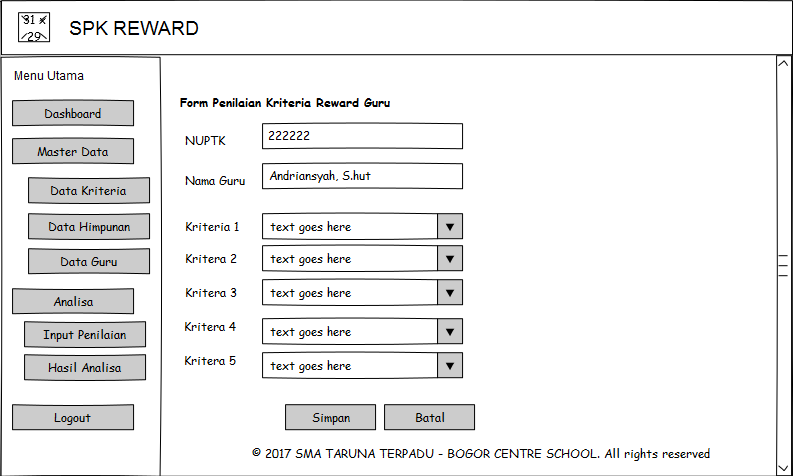 31
29
SPK REWARD
Menu Utama
Dashboard
Master Data
Data Kriteria
Data Himpunan
Data Guru
Analisa
Input Penilaian
Hasil Analisa
Logout
Form Penilaian Kriteria Reward Guru
NUPTK 222222
Nama Guru Andriansyah, S.hut
Kriteria 1 text goes here
Kritera 2 text goes here
Kritera 3 text goes here
Kritera 4 text goes here
Kritera 5 text goes here
Simpan Batal
© 2017 SMA TARUNA TERPADU - BOGOR CENTRE SCHOOL. All rights reserved